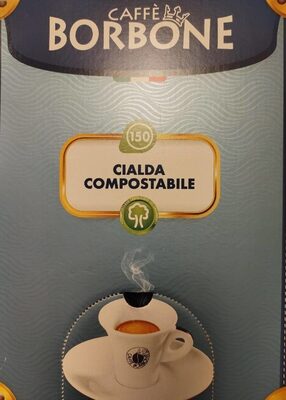 CAFFÈ
BORBONE
150
CIALDA
COMPOSTABILE